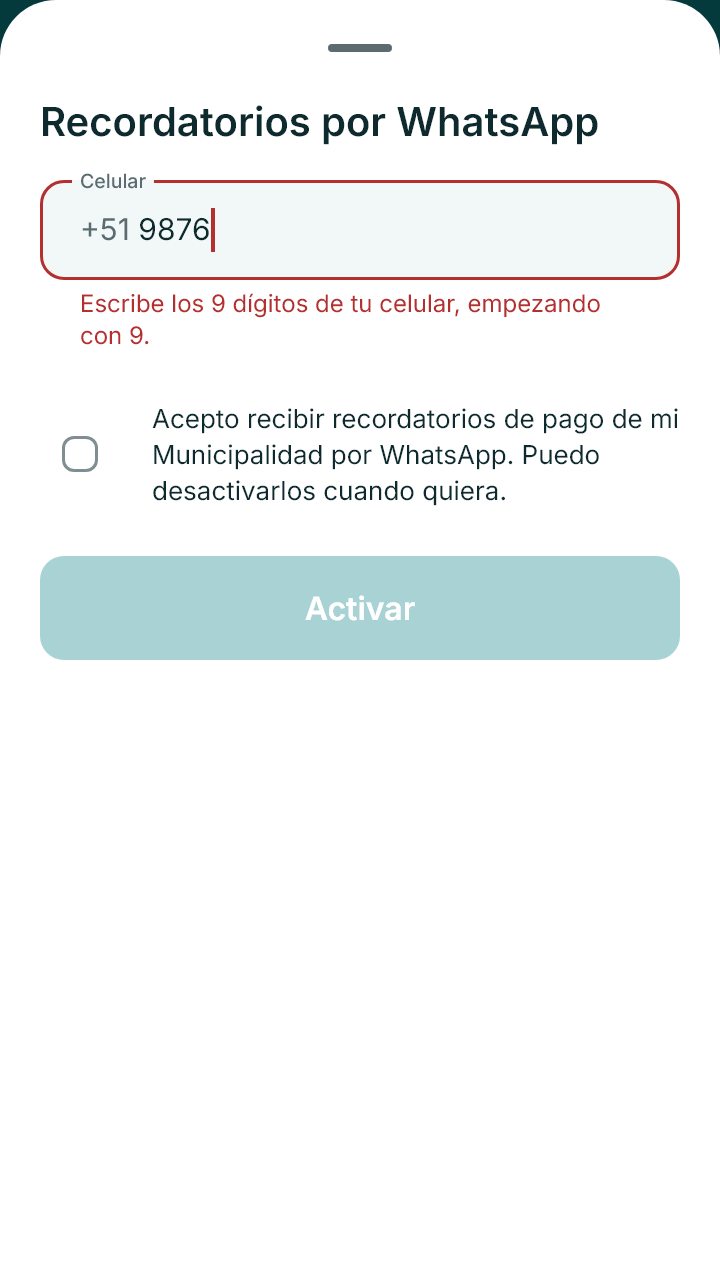 Recordatorios por WhatsApp
Celular
+51 9876
Escribe los 9 dígitos de tu celular, empezando
con 9.
Acepto recibir recordatorios de pago de mi
Municipalidad por WhatsApp. Puedo
desactivarlos cuando quiera.
Activar